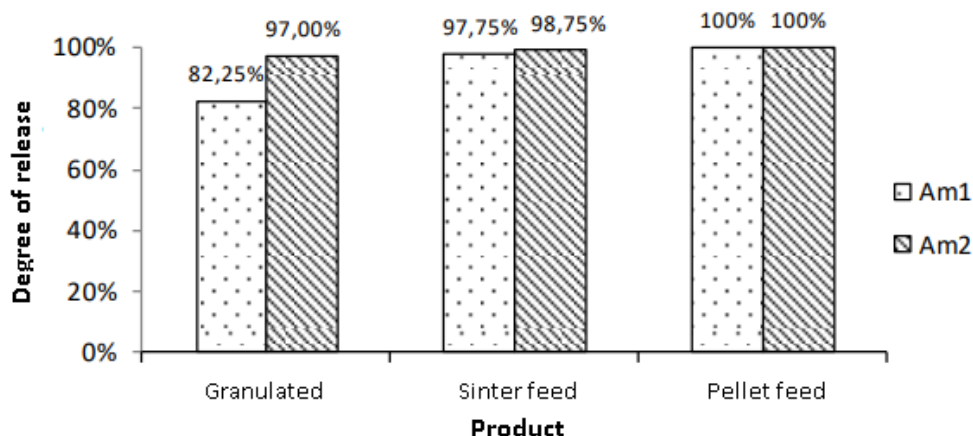 97,00%
97,75%
98,75%
100%
100%
100%
82,25%
80%
60%
40%
20%
0%
Degree of release
Am1
Am2
Granulated
Sinter feed
Pellet feed
Product